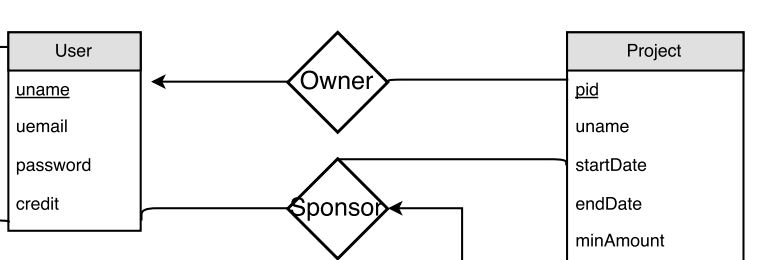 User
uname
uemail
password
credit
Owner
Sponsor
Project
pid
uname
startDate
endDate
minAmount